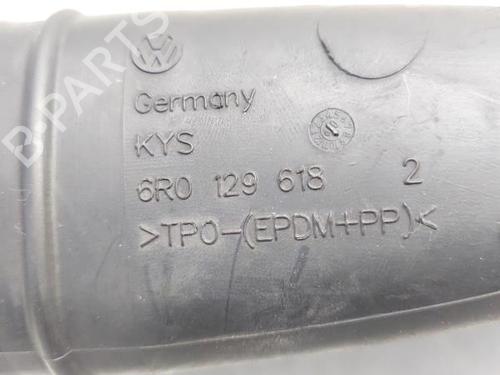 B-PARTS
Germany
KYS
6R0 129 618 2
>TPO-(EPDM+PP)<